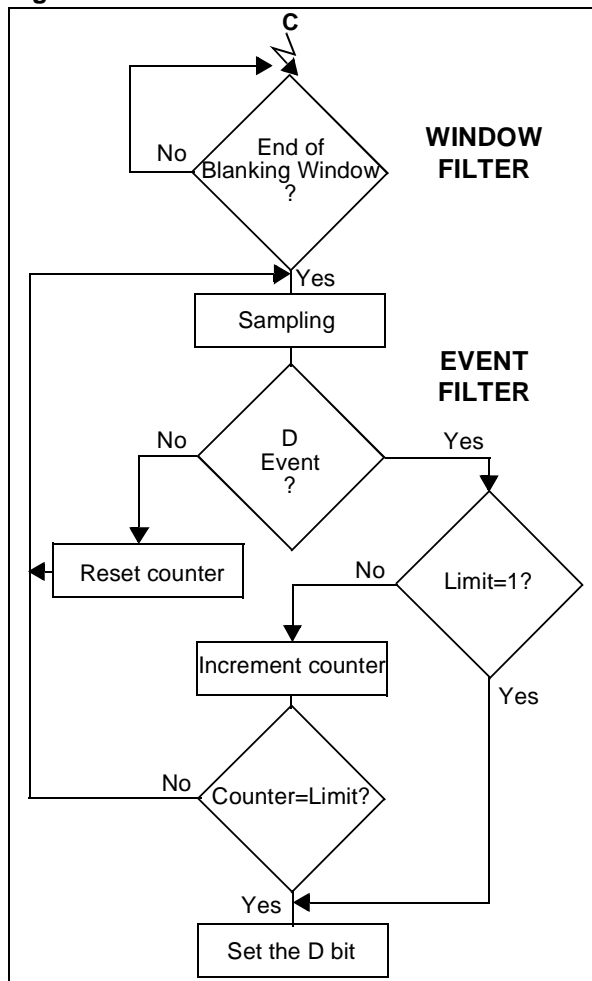 C
End of
Blanking Window
?
No
WINDOW
FILTER
Yes
Sampling
EVENT
FILTER
No
D
Event
?
Yes
Reset counter
No
Limit=1?
Increment counter
Yes
No
Counter=Limit?
Yes
Set the D bit